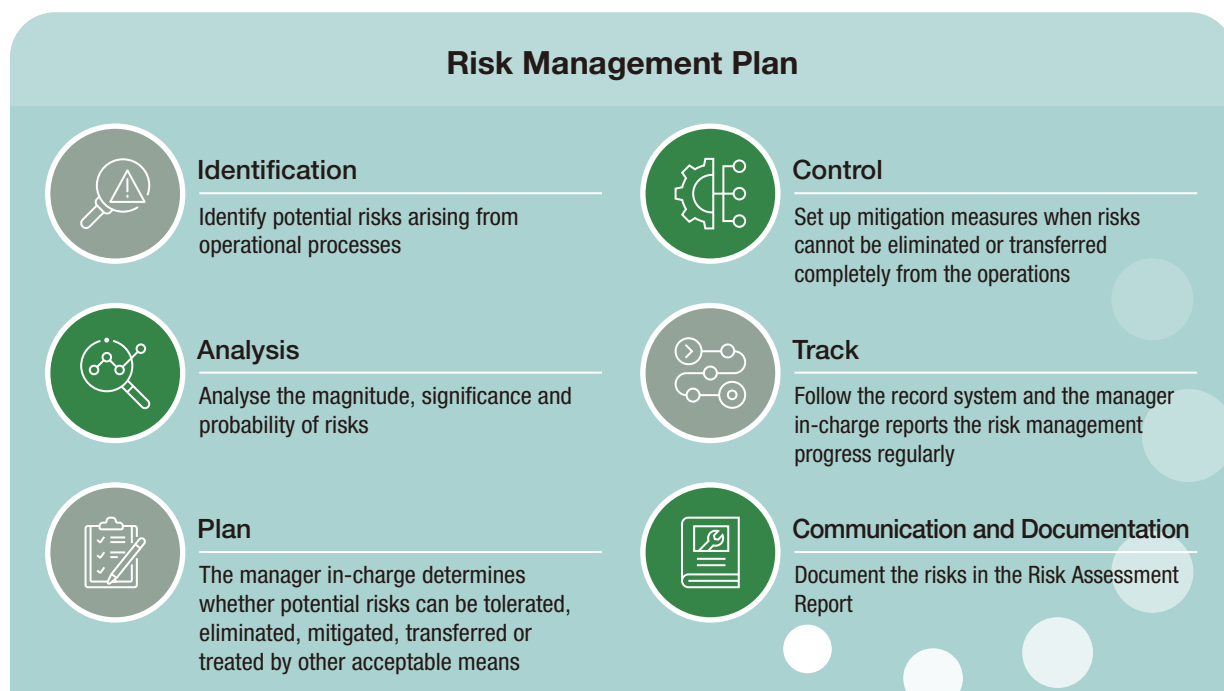 Risk Management Plan
Identification
Identify potential risks arising from
operational processes
Analysis
Analyse the magnitude, significance and
probability of risks
Plan
The manager in-charge determines
whether potential risks can be tolerated,
eliminated, mitigated, transferred or
treated by other acceptable means
Control
Set up mitigation measures when risks
cannot be eliminated or transferred
completely from the operations
Track
Follow the record system and the manager
in-charge reports the risk management
progress regularly
Communication and Documentation
Document the risks in the Risk Assessment
Report